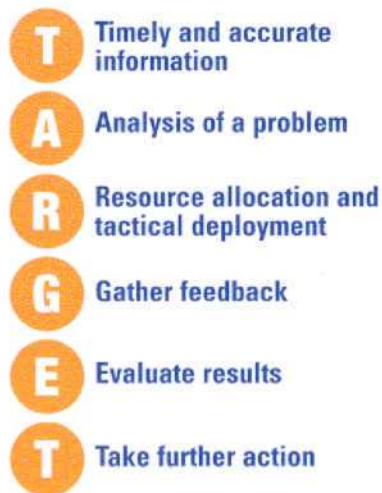 T Timely and accurate
information
A Analysis of a problem
R Resource allocation and
tactical deployment
G Gather feedback
E Evaluate results
T Take further action